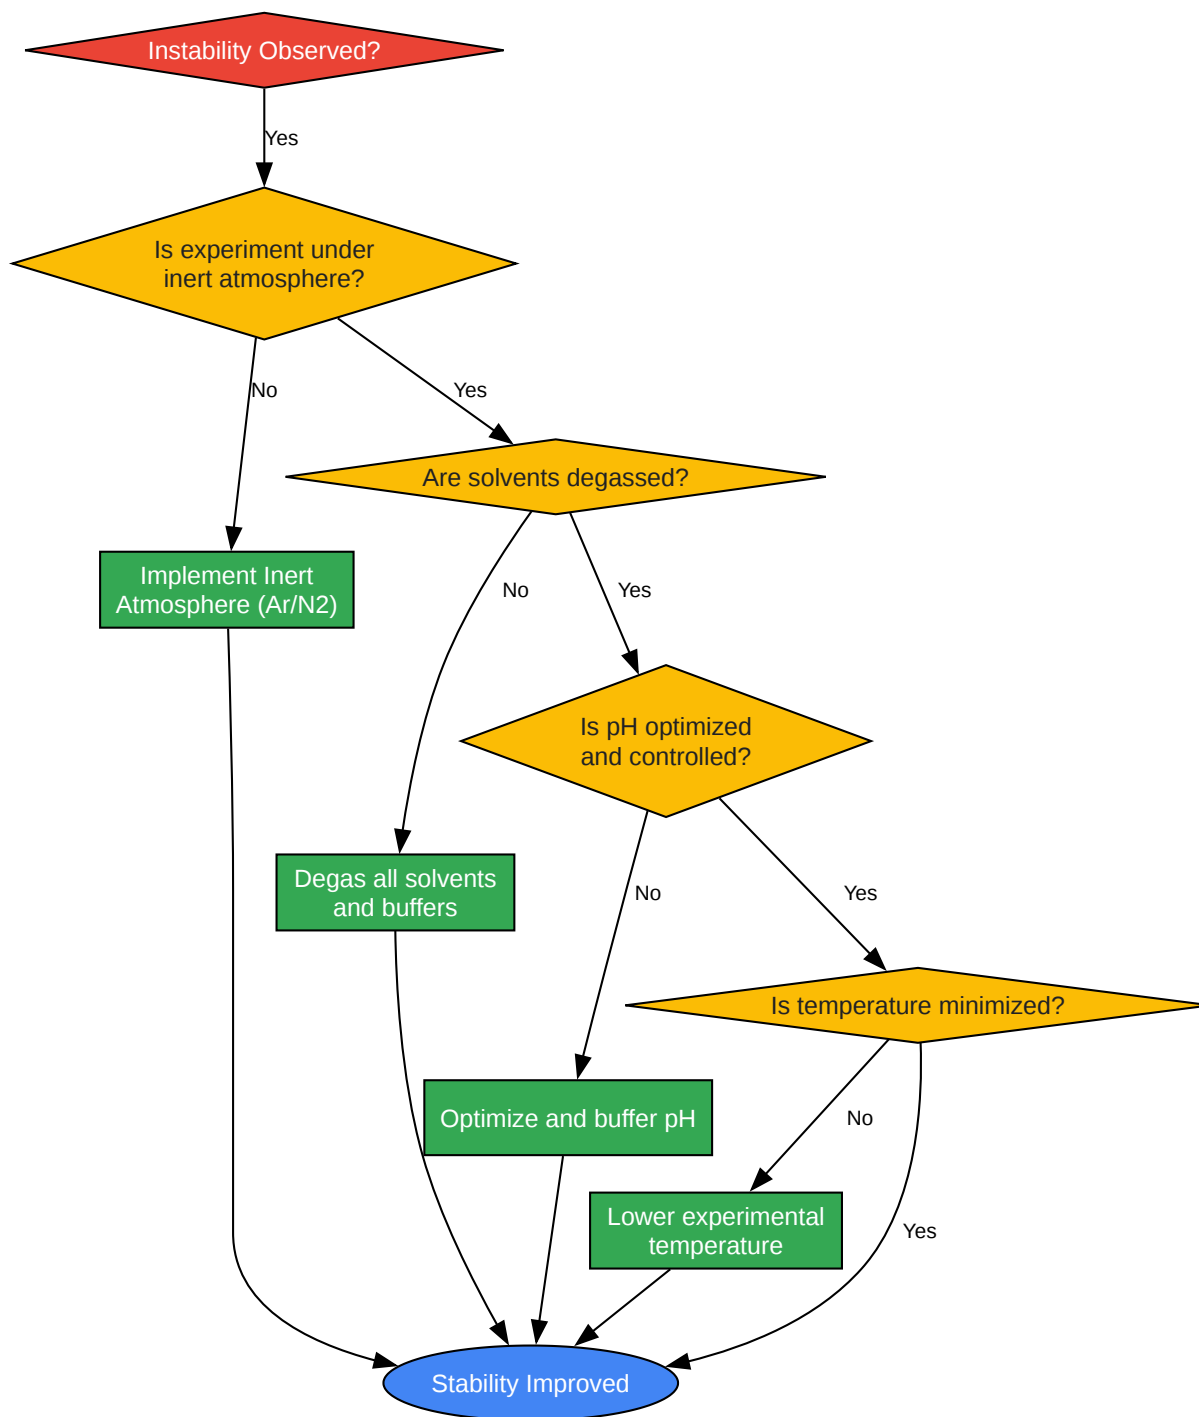 Instability Observed?
Yes
Is experiment under
inert atmosphere?
No
Yes
Are solvents degassed?
Implement Inert
Atmosphere (Ar/N2)
No
Yes
Is pH optimized
and controlled?
Degas all solvents
and buffers
No
Yes
Is temperature minimized?
Optimize and buffer pH
No
Lower experimental
temperature
Yes
Stability Improved